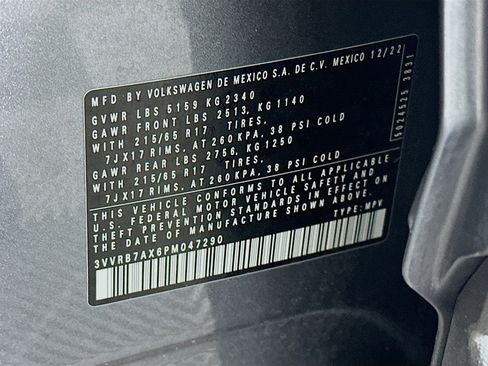 MFD BY VOLKSWAGEN DE MEXICO S.A. DE C.V. MEXICO 12/22
GVWR LBS 5159 KG 2340
GAWR FRONT LBS 2513, KG 1140
WITH 215/65 R17 TIRES.
7JX17 RIMS, AT 260 KPA, 38 PSI COLD
GAWR REAR LBS 2756, KG 1250
WITH 215/65 R17 TIRES.
7JX17 RIMS, AT 260 KPA, 38 PSI COLD
THIS VEHICLE CONFORMS TO ALL APPLICABLE
U.S. FEDERAL MOTOR VEHICLE SAFETY AND
THEFT PREVENTION STANDARDS IN EFFECT ON
THE DATE OF MANUFACTURE SHOWN ABOVE.
3VVRB7AX6PM047290 TYPE: MPV
5024525 3831